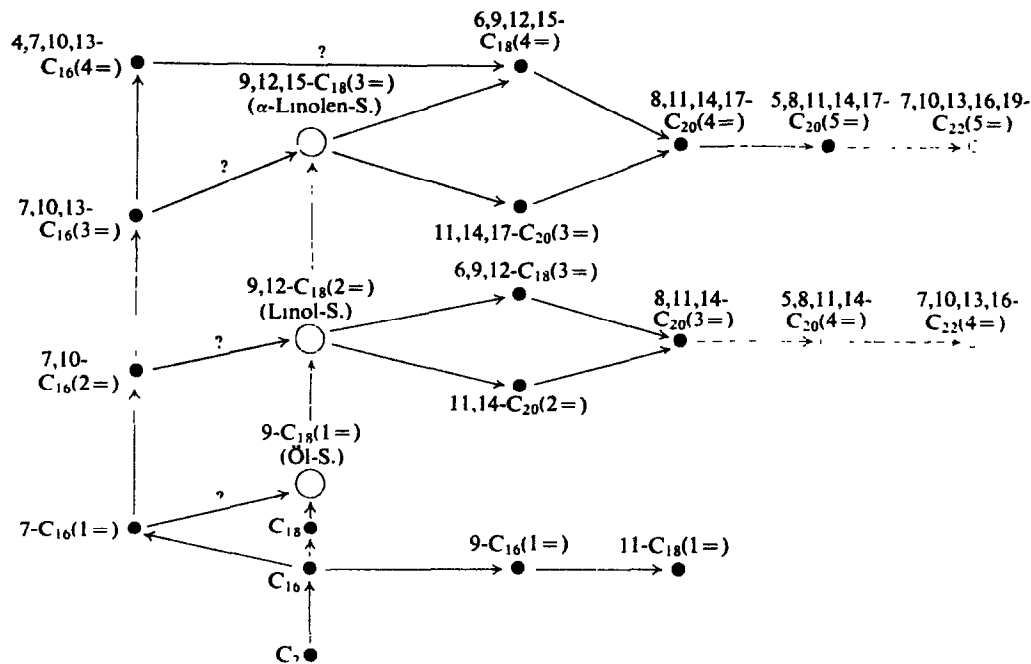 6,9,12,15-
C₁₈(4=)
4,7,10,13-
C₁₆(4=)
?
9,12,15-C₁₈(3=)
(α-Linolen-S.)
8,11,14,17-
C₂₀(4=)
5,8,11,14,17-
C₂₀(5=)
7,10,13,16,19-
C₂₂(5=)
?
7,10,13-
C₁₆(3=)
11,14,17-C₂₀(3=)
9,12-C₁₈(2=)
(Linol-S.)
6,9,12-C₁₈(3=)
8,11,14-
C₂₀(3=)
5,8,11,14-
C₂₀(4=)
7,10,13,16-
C₂₂(4=)
?
7,10-
C₁₆(2=)
11,14-C₂₀(2=)
9-C₁₈(1=)
(Öl-S.)
?
7-C₁₆(1=)
C₁₈
9-C₁₆(1=)
11-C₁₈(1=)
C₁₆
C₂